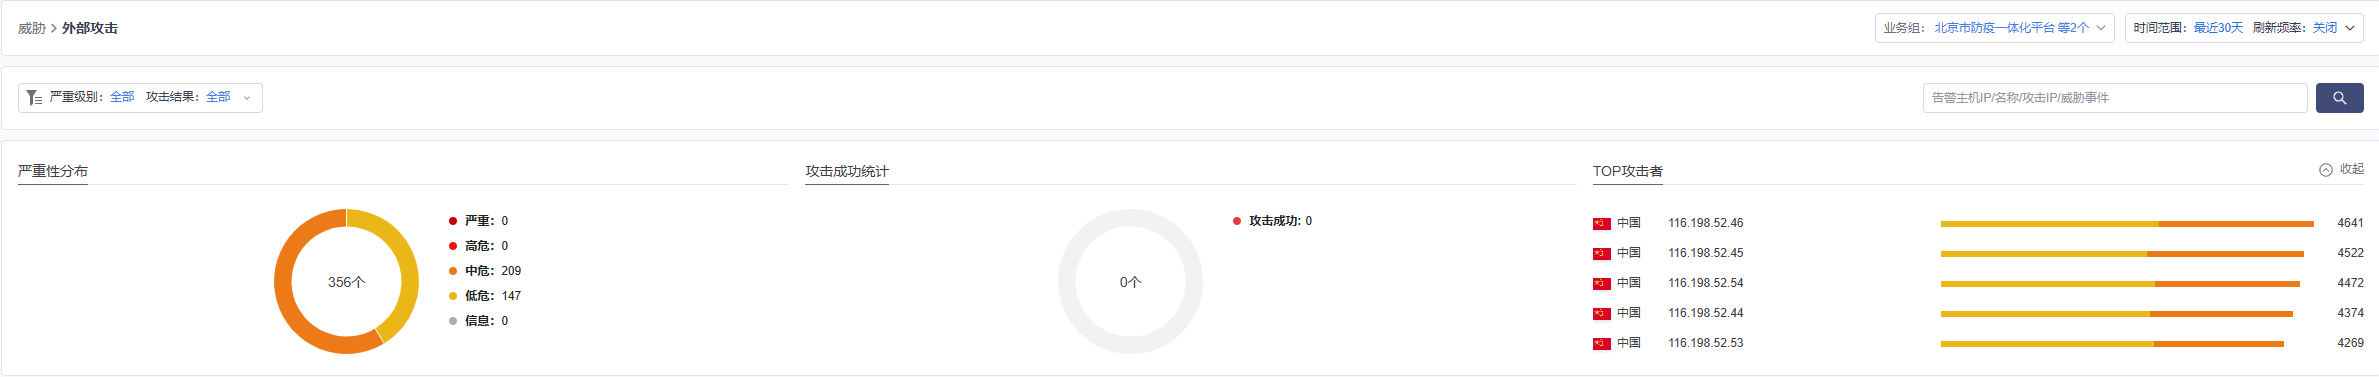 威胁 > 外部攻击
业务组： 北京市防疫一体化平台 等2个
时间范围：最近30天 刷新频率：关闭
严重级别：全部 攻击结果：全部
告警主机IP/名称/攻击IP/威胁事件
严重性分布
356个
严重：0
高危：0
中危：209
低危：147
信息：0
攻击成功统计
0个
攻击成功: 0
TOP攻击者
收起
中国 116.198.52.46 4641
中国 116.198.52.45 4522
中国 116.198.52.54 4472
中国 116.198.52.44 4374
中国 116.198.52.53 4269